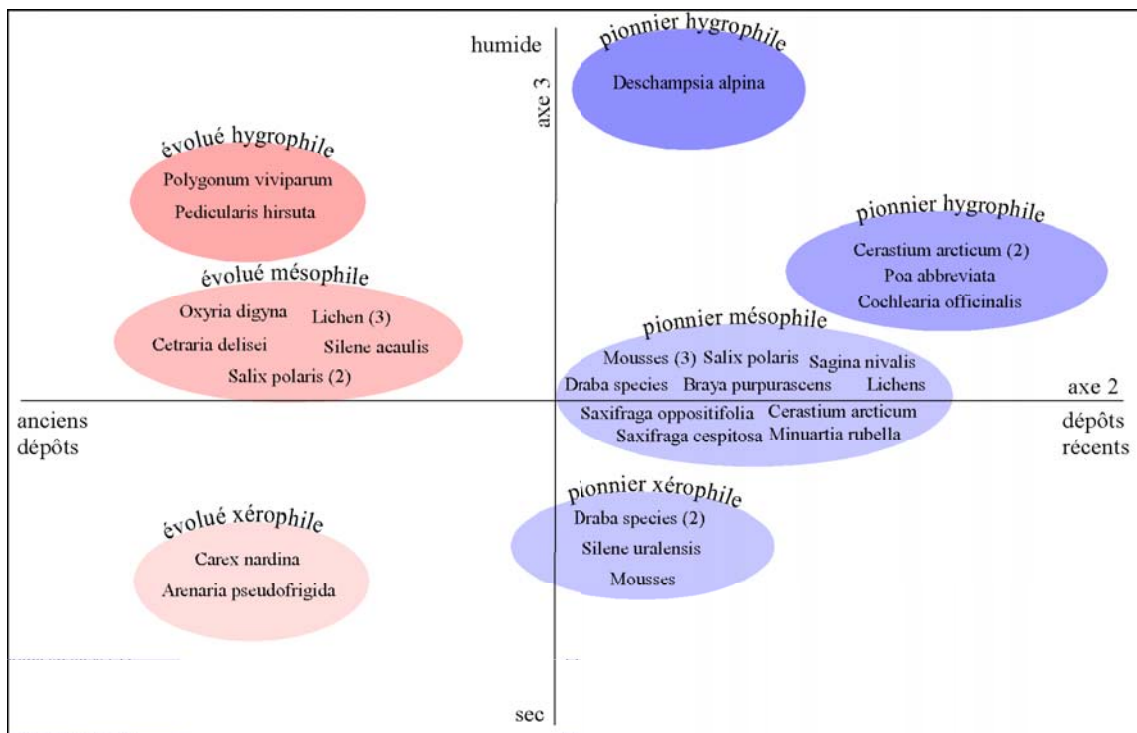 pionnier hygrophile
humide
axe 3
Deschampsia alpina
évolué hygrophile
Polygonum viviparum
Pedicularis hirsuta
pionnier hygrophile
Cerastium arcticum (2)
Poa abbreviata
Cochlearia officinalis
évolué mésophile
Oxyria digyna
Lichen (3)
Cetraria delisei
Silene acaulis
Salix polaris (2)
pionnier mésophile
Mousses (3)
Salix polaris
Sagina nivalis
Draba species
Braya purpurascens
Lichens
Saxifraga oppositifolia
Cerastium arcticum
Saxifraga cespitosa
Minuartia rubella
axe 2
anciens
dépôts
dépôts
récents
pionnier xérophile
Draba species (2)
Silene uralensis
Mousses
évolué xérophile
Carex nardina
Arenaria pseudofrigida
sec